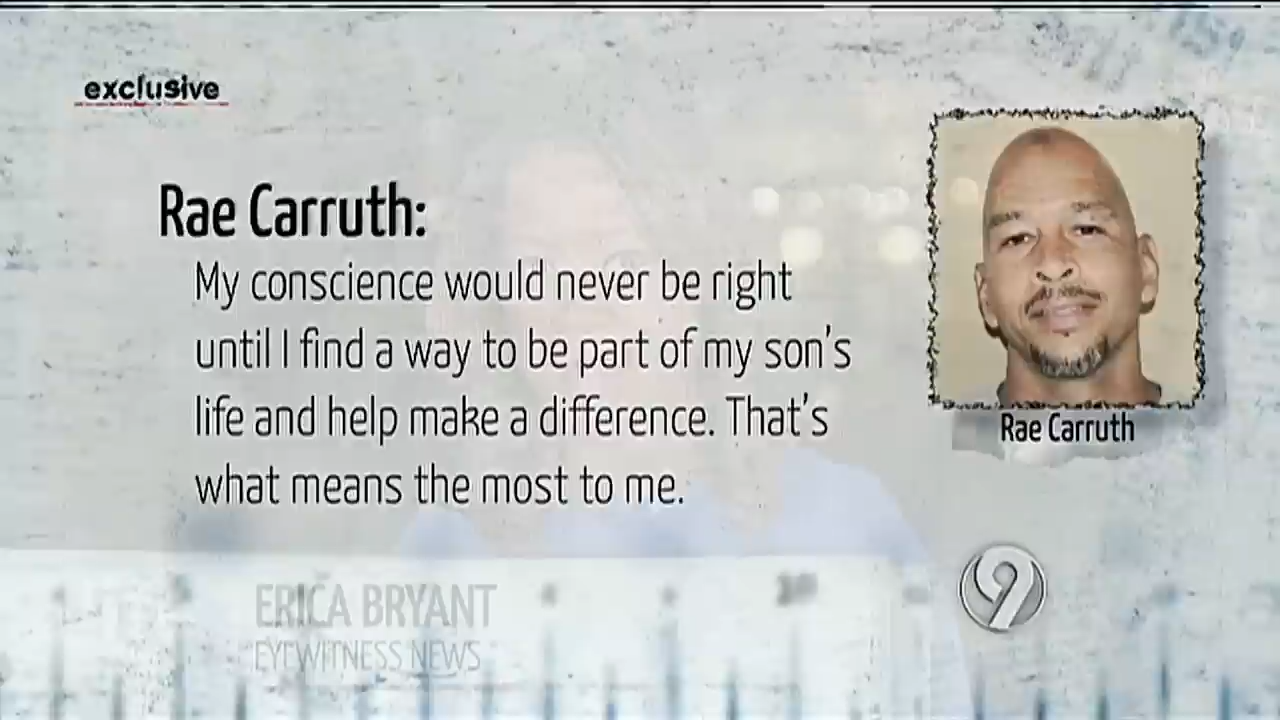 exclusive
Rae Carruth:
My conscience would never be right
until I find a way to be part of my son's
life and help make a difference. That's
what means the most to me.
Rae Carruth
9
ERICA BRYANT
EYEWITNESS NEWS